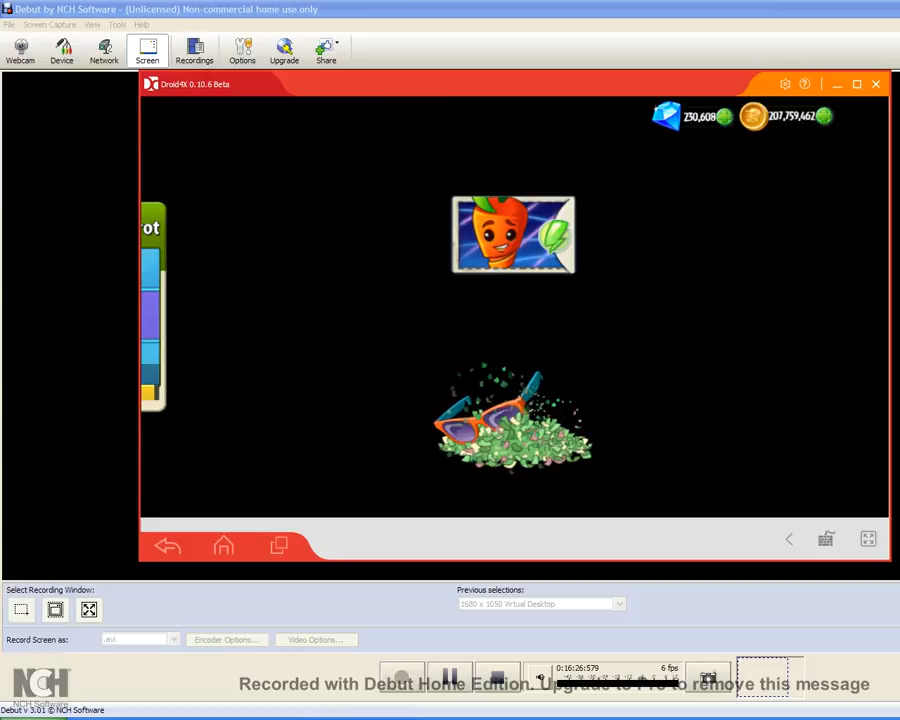 Debut by NCH Software - (Unlicensed) Non-commercial home use only
File Screen Capture View Tools Help
Webcam Device Network Screen Recordings Options Upgrade Share
Droid4X 0.10.6 Beta
230,608 207,759,462
ot
Select Recording Window:
Previous selections:
1680 x 1050 Virtual Desktop
Record Screen as: .avi Encoder Options... Video Options...
0:16:26:579 6 fps
NCH
NCH Software
Recorded with Debut Home Edition. Upgrade to Pro to remove this message
Debut v 3.01 © NCH Software